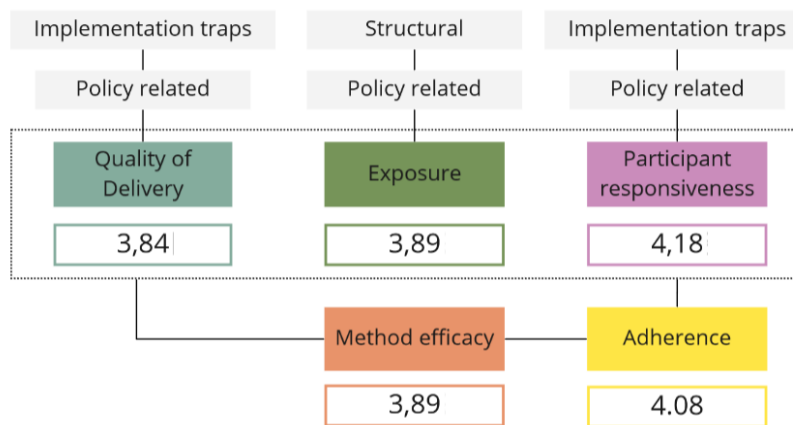 Implementation traps
Structural
Implementation traps
Policy related
Policy related
Policy related
Quality of
Delivery
Exposure
Participant
responsiveness
3,84
3,89
4,18
Method efficacy
Adherence
3,89
4.08